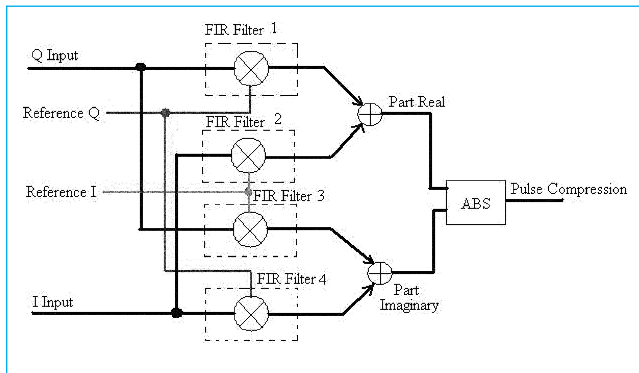 FIR Filter 1
Q Input
Part Real
Reference Q
FIR Filter 2
Reference I
FIR Filter 3
Pulse Compression
ABS
FIR Filter 4
Part
Imaginary
I Input